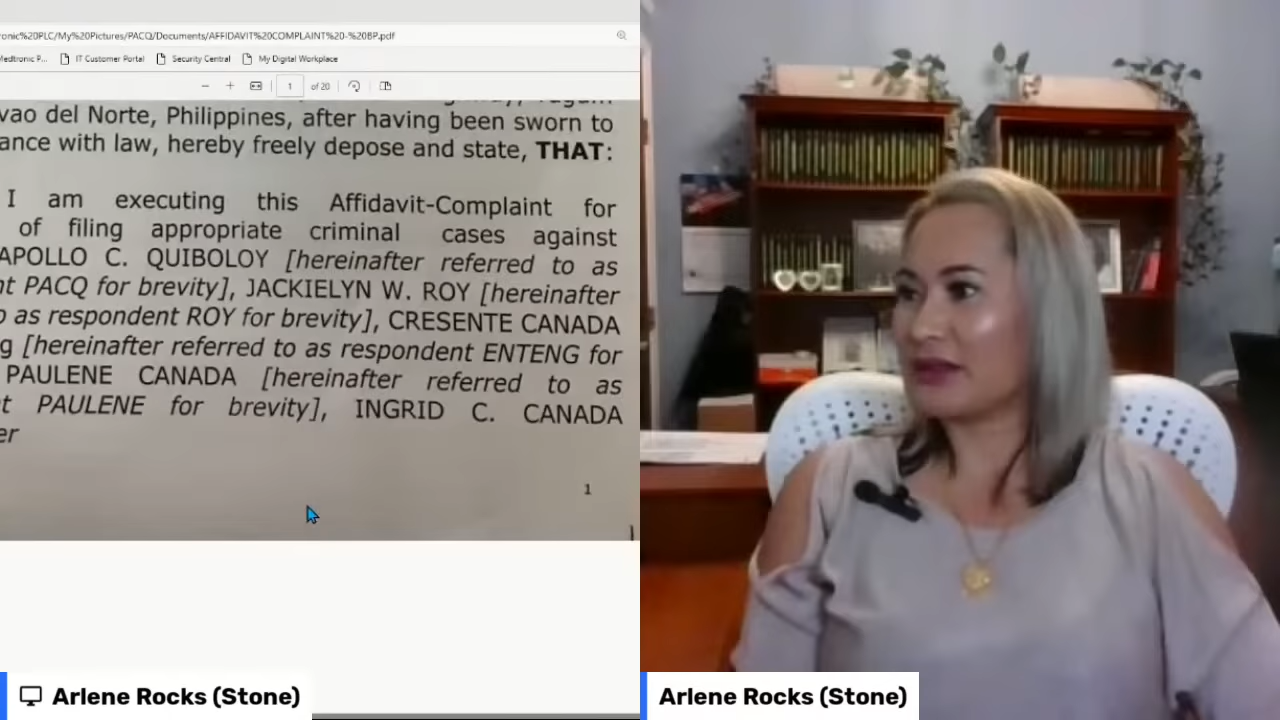 ronic%20PLC/My%20Pictures/PACQ/Documents/AFFIDAVIT%20COMPLAINT%20-%20BP.pdf
Medtronic P... IT Customer Portal Security Central My Digital Workplace
1 of 20
vao del Norte, Philippines, after having been sworn to
ance with law, hereby freely depose and state, THAT:
I am executing this Affidavit-Complaint for
of filing appropriate criminal cases against
APOLLO C. QUIBOLOY [hereinafter referred to as
nt PACQ for brevity], JACKIELYN W. ROY [hereinafter
o as respondent ROY for brevity], CRESENTE CANADA
g [hereinafter referred to as respondent ENTENG for
PAULENE CANADA [hereinafter referred to as
t PAULENE for brevity], INGRID C. CANADA
er
1
Arlene Rocks (Stone)
Arlene Rocks (Stone)